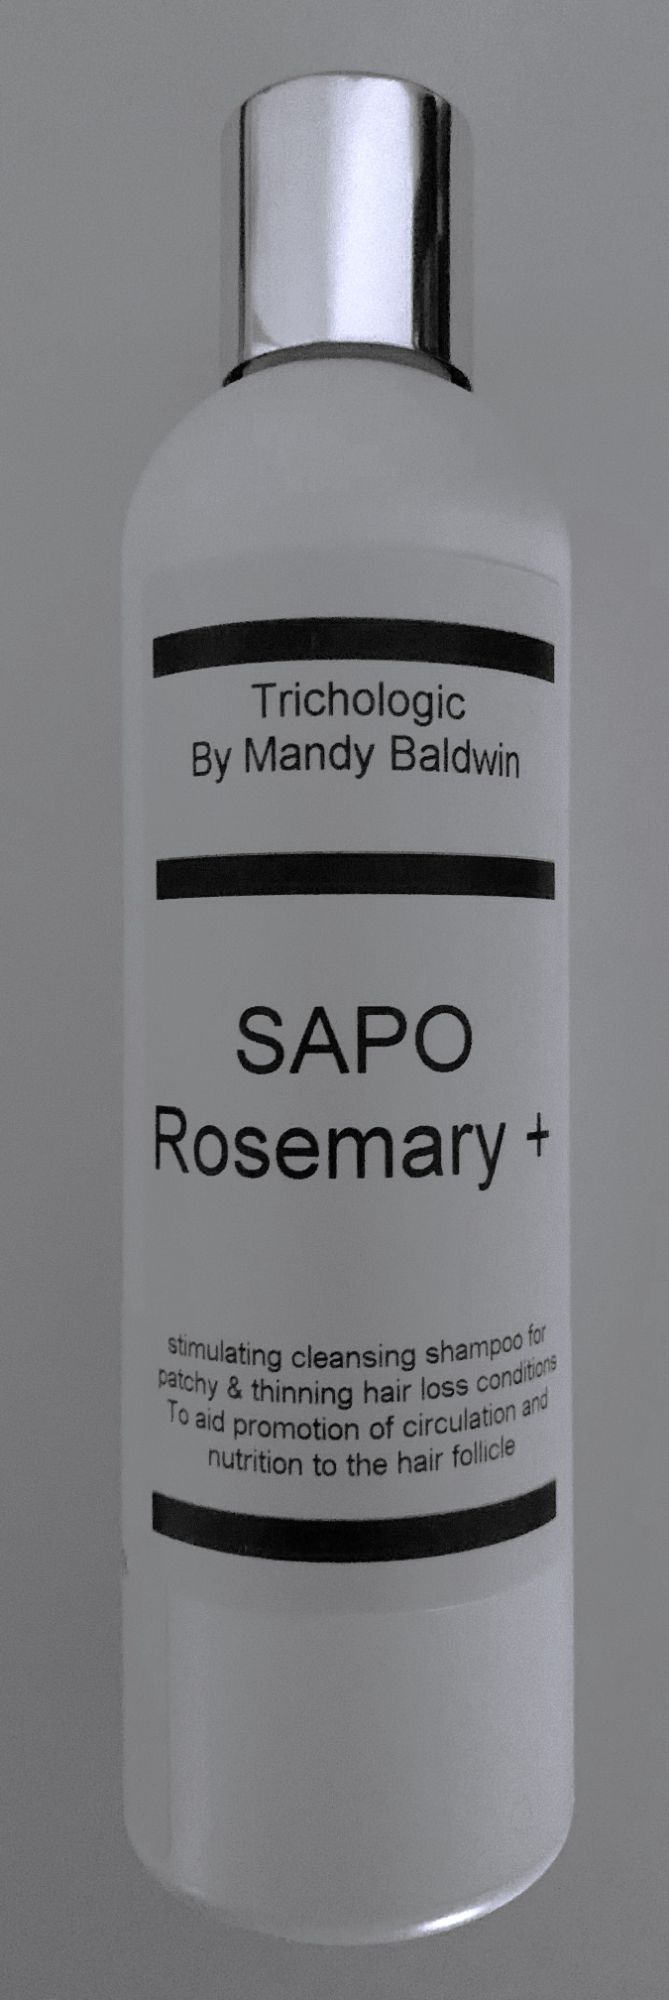 Trichologic
By Mandy Baldwin
SAPO
Rosemary +
stimulating cleansing shampoo for
patchy & thinning hair loss conditions
To aid promotion of circulation and
nutrition to the hair follicle